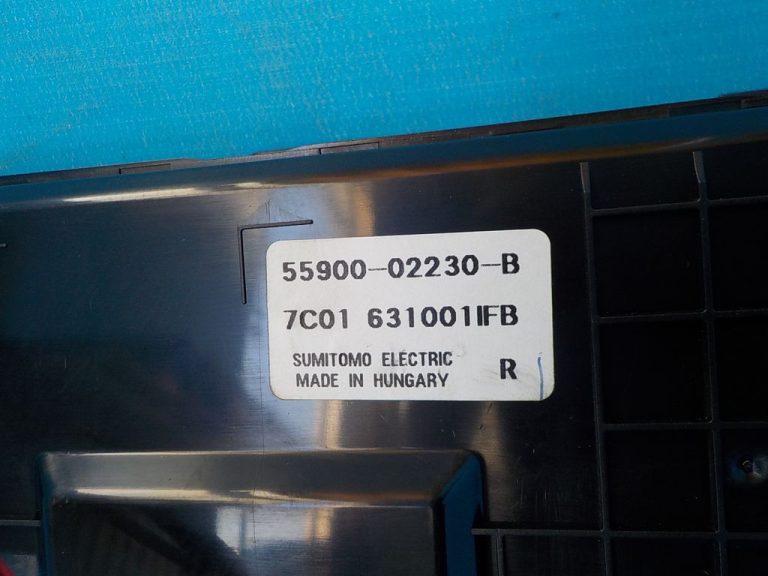 55900-02230-B
7C01 631001IFB
SUMITOMO ELECTRIC
MADE IN HUNGARY R